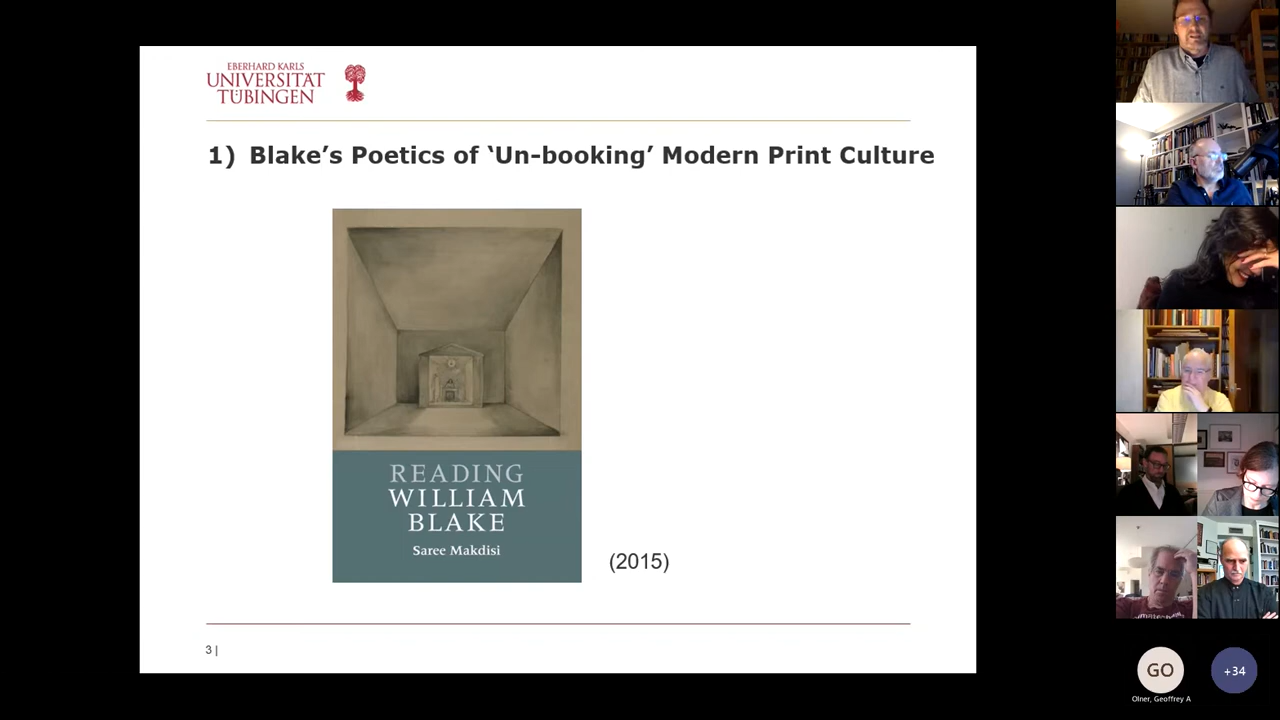 EBERHARD KARLS
UNIVERSITÄT
TÜBINGEN
1) Blake’s Poetics of ‘Un-booking’ Modern Print Culture
READING
WILLIAM
BLAKE
Saree Makdisi
(2015)
3 |
GO
+34
Olner, Geoffrey A